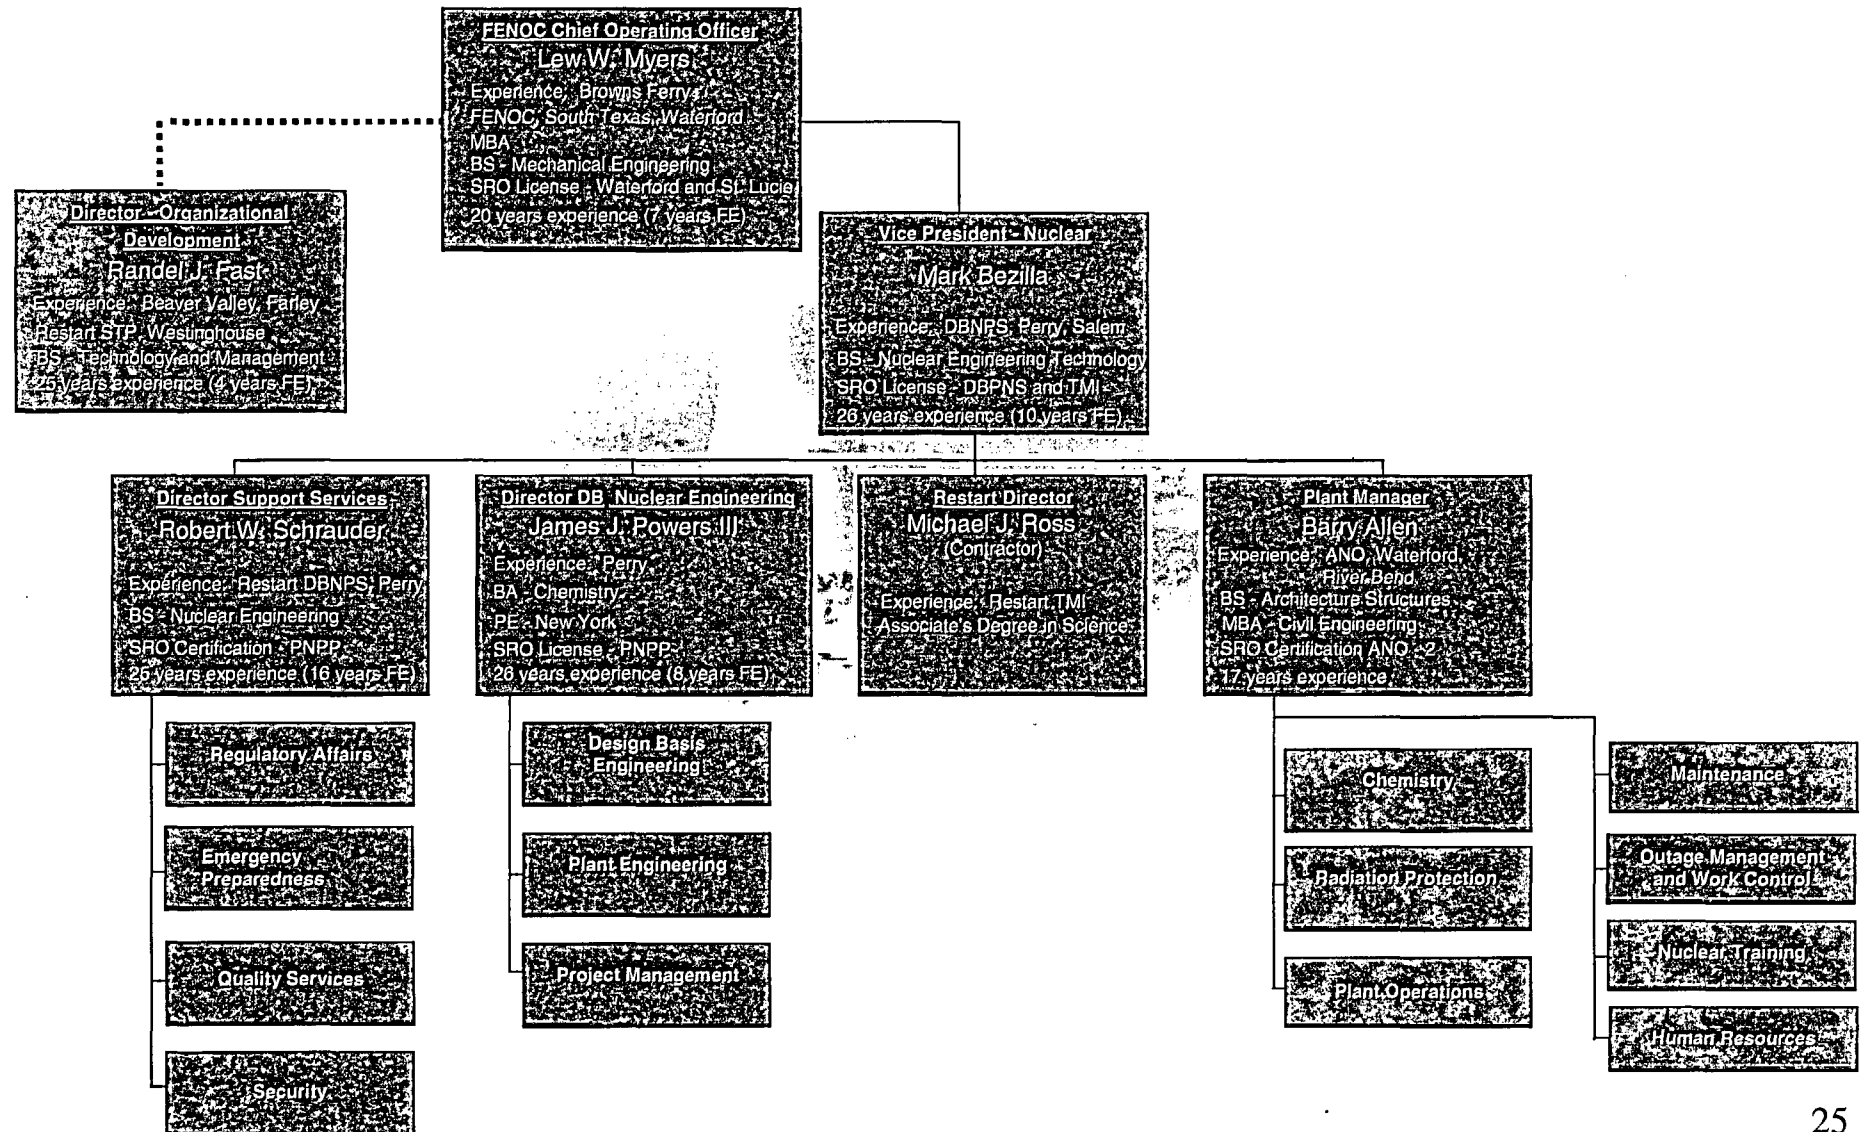 FENOC Chief Operating Officer
Lew W. Myers
Experience: Browns Ferry
FENOC, South Texas, Waterford
MBA
BS - Mechanical Engineering
SRO License - Waterford and St. Lucie
20 years experience (7 years FE)
Director - Organizational
Development
Randel J. Fast
Experience: Beaver Valley, Farley
Restart STP, Westinghouse
BS - Technology and Management
25 years experience (4 years FE)
Vice President - Nuclear
Mark Bezilla
Experience: DBNPS, Perry, Salem
BS - Nuclear Engineering Technology
SRO License - DBPNS and TMI
26 years experience (10 years FE)
Director Support Services
Robert W. Schrauder
Experience: Restart DBNPS, Perry
BS - Nuclear Engineering
SRO Certification - PNPP
26 years experience (16 years FE)
Director DB Nuclear Engineering
James J. Powers III
Experience: Perry
BA - Chemistry
PE - New York
SRO License - PNPP
26 years experience (8 years FE)
Restart Director
Michael J. Ross
(Contractor)
Experience: Restart TMI
Associate's Degree in Science
Plant Manager
Barry Allen
Experience: ANO, Waterford
River Bend
BS - Architecture Structures
MBA - Civil Engineering
SRO Certification ANO - 2
17 years experience
Regulatory Affairs
Emergency
Preparedness
Quality Services
Security
Design Basis
Engineering
Plant Engineering
Project Management
Chemistry
Radiation Protection
Plant Operations
Maintenance
Outage Management
and Work Control
Nuclear Training
Human Resources
25